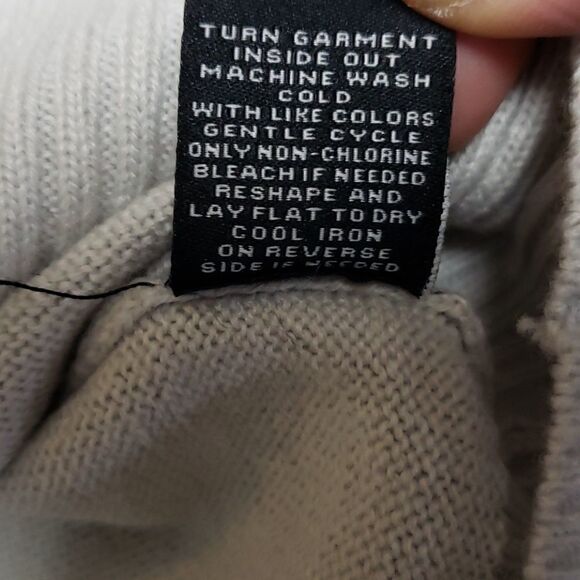 TURN GARMENT
INSIDE OUT
MACHINE WASH
COLD
WITH LIKE COLORS
GENTLE CYCLE
ONLY NON-CHLORINE
BLEACH IF NEEDED
RESHAPE AND
LAY FLAT TO DRY
COOL IRON
ON REVERSE
SIDE IF NEEDED